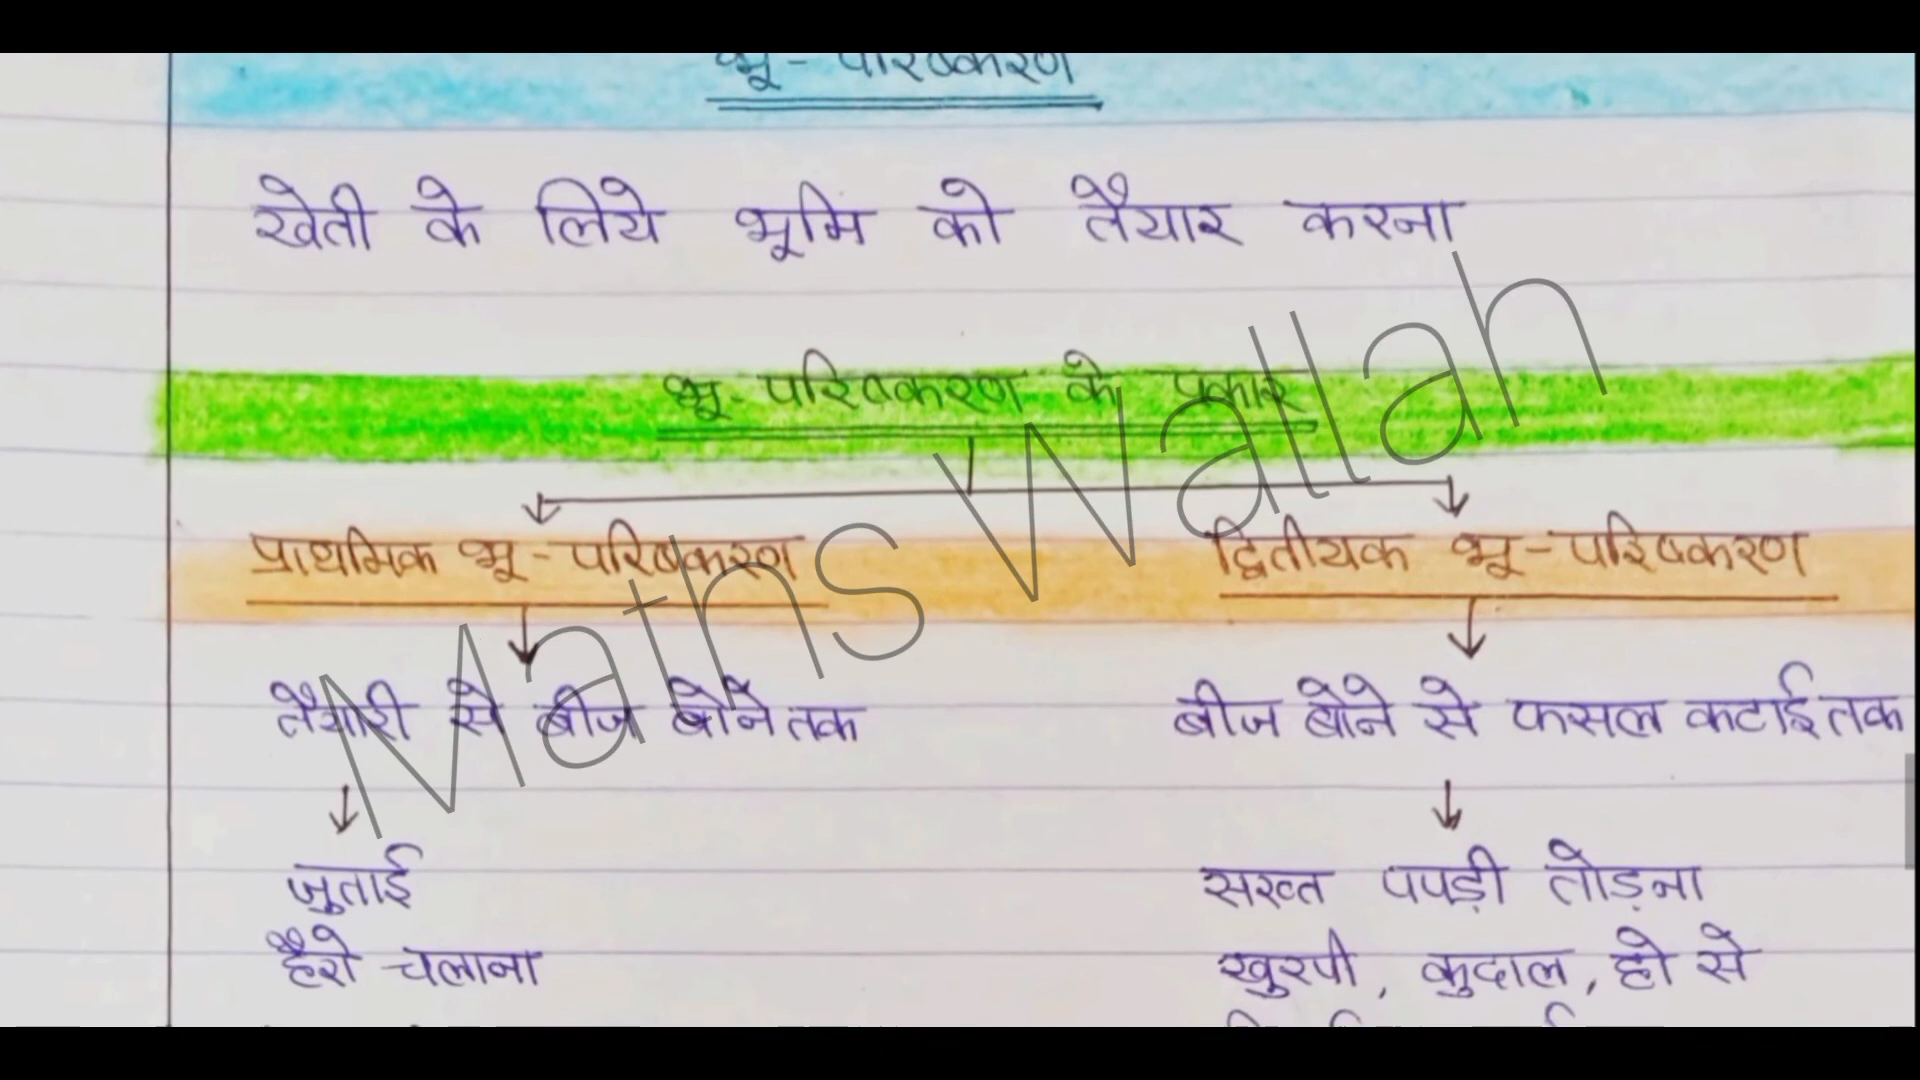 भू - परिष्करण
खेती के लिये भूमि को तैयार करना
भू - परिष्करण के प्रकार
प्राथमिक भू - परिष्करण
द्वितीयक भू - परिष्करण
तैयारी से बीज बोने तक
बीज बोने से फसल कटाई तक
जुताई
सख्त पपड़ी तोड़ना
हैरो चलाना
खुरपी, कुदाल, हो से
Maths Wallah